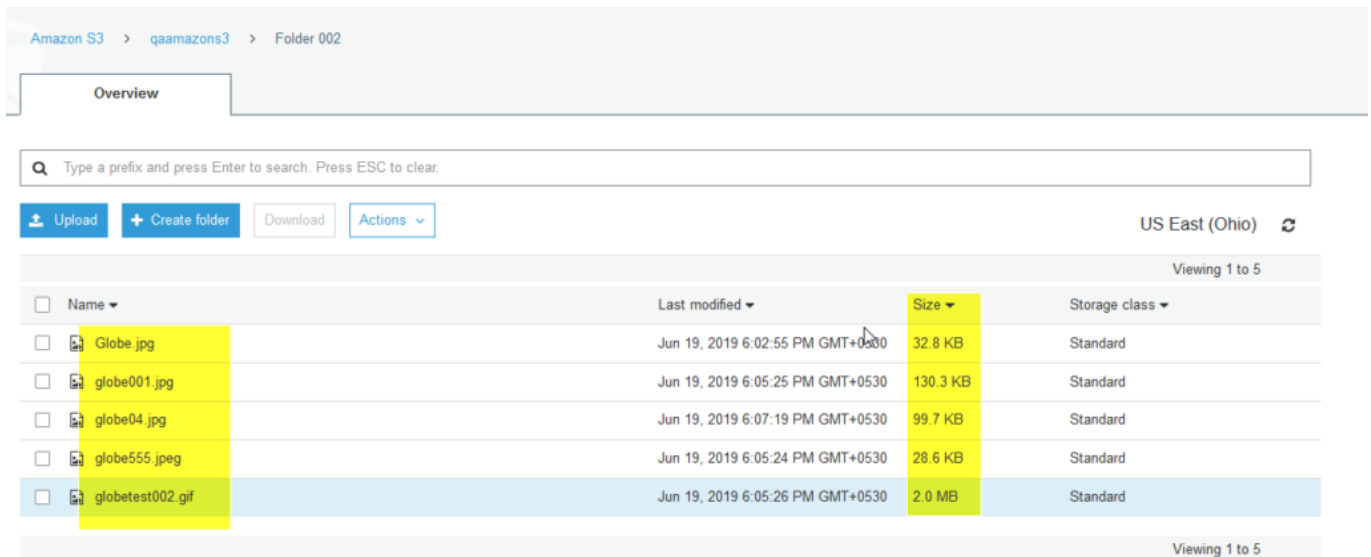 Amazon S3 > qaamazons3 > Folder 002
Overview
Type a prefix and press Enter to search. Press ESC to clear.
Upload + Create folder Download Actions US East (Ohio)
Viewing 1 to 5
Name Last modified Size Storage class
Globe.jpg Jun 19, 2019 6:02:55 PM GMT+0530 32.8 KB Standard
globe001.jpg Jun 19, 2019 6:05:25 PM GMT+0530 130.3 KB Standard
globe04.jpg Jun 19, 2019 6:07:19 PM GMT+0530 99.7 KB Standard
globe555.jpeg Jun 19, 2019 6:05:24 PM GMT+0530 28.6 KB Standard
globetest002.gif Jun 19, 2019 6:05:26 PM GMT+0530 2.0 MB Standard
Viewing 1 to 5